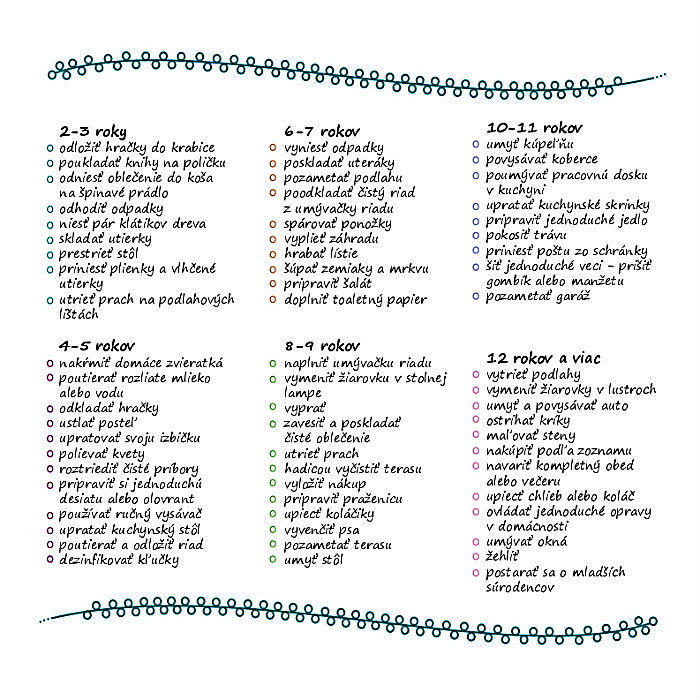 2-3 roky
odložiť hračky do krabice
poukladať knihy na poličku
odniesť oblečenie do koša
na špinavé prádlo
odhodiť odpadky
niesť pár klátikov dreva
skladať utierky
prestrieť stôl
priniesť plienky a vlhčené
utierky
utrieť prach na podlahových
lištách
4-5 rokov
nakŕmiť domáce zvieratká
poutierať rozliate mlieko
alebo vodu
odkladať hračky
ustlať posteľ
upratovať svoju izbičku
polievať kvety
roztriediť čisté príbory
pripraviť si jednoduchú
desiatu alebo olovrant
používať ručný vysávač
upratať kuchynský stôl
poutierať a odložiť riad
dezinfikovať kľučky
6-7 rokov
vyniesť odpadky
poskladať uteráky
pozametať podlahu
poodkladať čistý riad
z umývačky riadu
spárovať ponožky
vyplieť záhradu
hrabať lístie
šúpať zemiaky a mrkvu
pripraviť šalát
doplniť toaletný papier
8-9 rokov
naplniť umývačku riadu
vymeniť žiarovku v stolnej
lampe
vyprať
zavesiť a poskladať
čisté oblečenie
utrieť prach
hadicou vyčistiť terasu
vyložiť nákup
pripraviť praženicu
upiecť koláčiky
vyvenčiť psa
pozametať terasu
umyť stôl
10-11 rokov
umyť kúpeľňu
povysávať koberce
poumývať pracovnú dosku
v kuchyni
upratať kuchynské skrinky
pripraviť jednoduché jedlo
pokosiť trávu
priniesť poštu zo schránky
šiť jednoduché veci - prišiť
gombík alebo manžetu
pozametať garáž
12 rokov a viac
vytrieť podlahy
vymeniť žiarovky v lustroch
umyť a povysávať auto
ostrihať kríky
maľovať steny
nakúpiť podľa zoznamu
navariť kompletný obed
alebo večeru
upiecť chlieb alebo koláč
ovládať jednoduché opravy
v domácnosti
umývať okná
žehliť
postarať sa o mladších
súrodencov